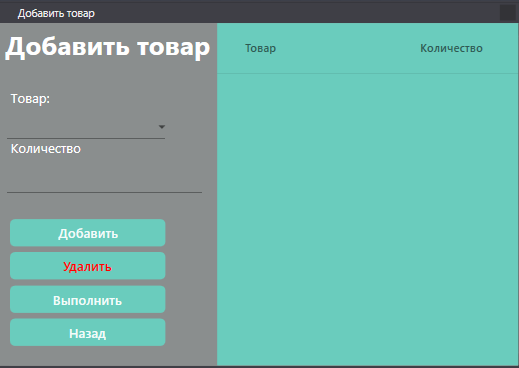 Добавить товар
Добавить товар
Товар:
Количество
Добавить
Удалить
Выполнить
Назад
Товар Количество